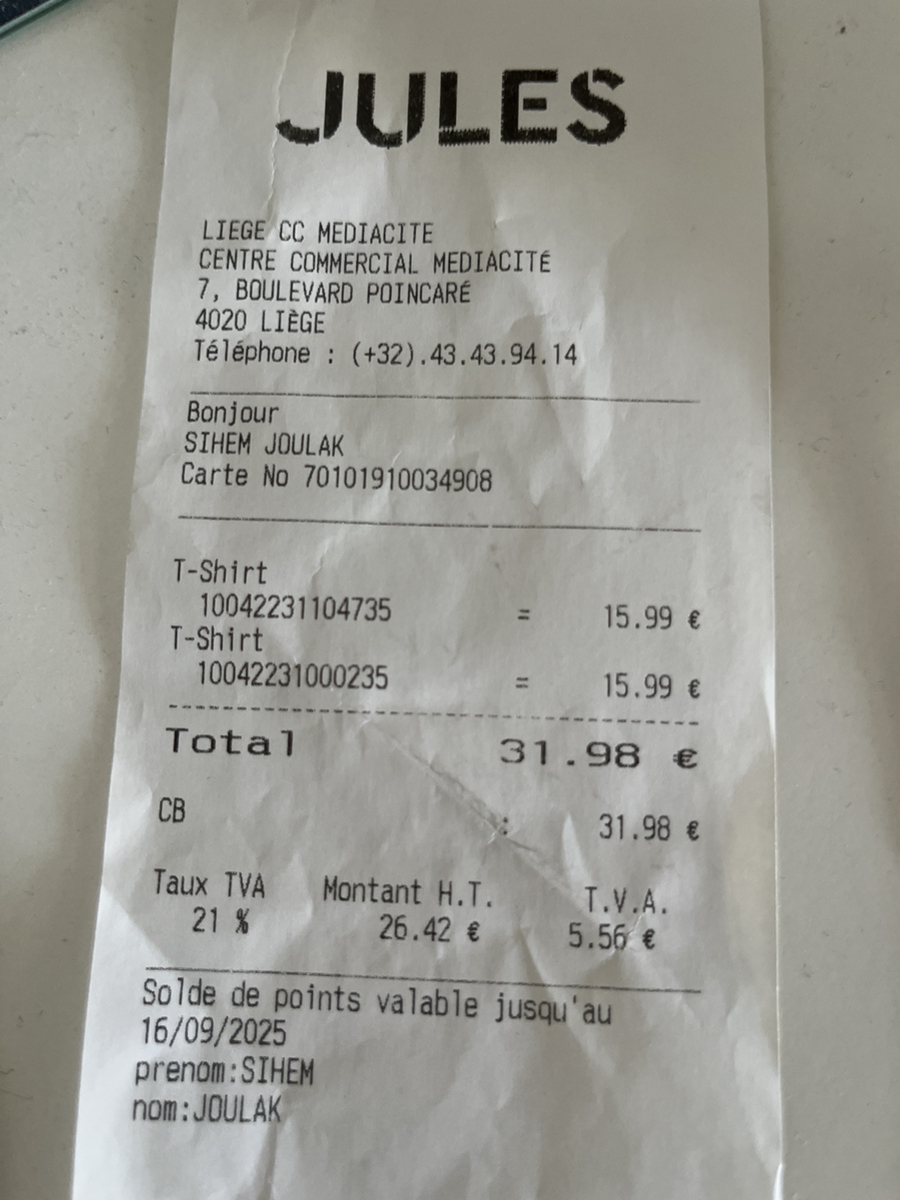 JULES
LIEGE CC MEDIACITE
CENTRE COMMERCIAL MEDIACITÉ
7, BOULEVARD POINCARÉ
4020 LIÈGE
Téléphone : (+32).43.43.94.14
Bonjour
SIHEM JOULAK
Carte No 70101910034908
T-Shirt
10042231104735 = 15.99 €
T-Shirt
10042231000235 = 15.99 €
Total 31.98 €
CB : 31.98 €
Taux TVA Montant H.T. T.V.A.
21 % 26.42 € 5.56 €
Solde de points valable jusqu'au
16/09/2025
prenom:SIHEM
nom:JOULAK